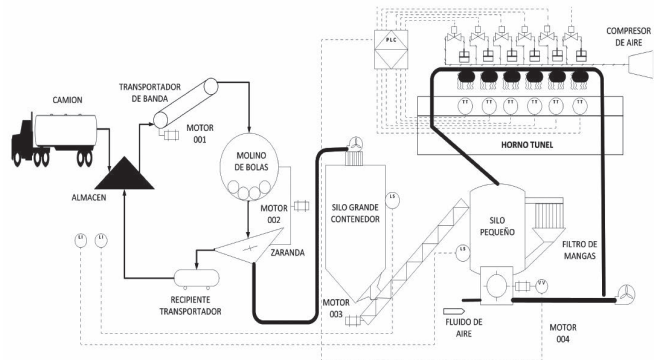 PLC
COMPRESOR
DE AIRE
TRANSPORTADOR
DE BANDA
CAMION
MOTOR
001
TT
TT
TT
TT
TT
TT
HORNO TUNEL
MOLINO
DE BOLAS
ALMACEN
MOTOR
002
SILO GRANDE
CONTENEDOR
LS
SILO
PEQUEÑO
ZARANDA
LI
LI
LS
FILTRO DE
MANGAS
RECIPIENTE
TRANSPORTADOR
MOTOR
003
VV
FLUIDO DE
AIRE
MOTOR
004